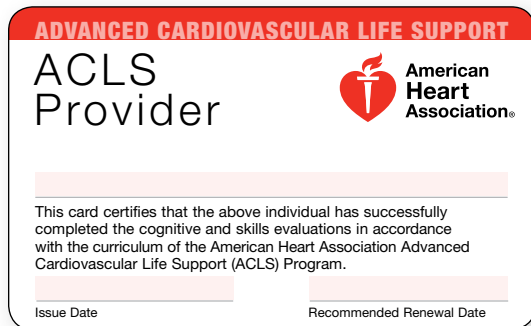 ADVANCED CARDIOVASCULAR LIFE SUPPORT
ACLS
Provider
American
Heart
Association®
This card certifies that the above individual has successfully
completed the cognitive and skills evaluations in accordance
with the curriculum of the American Heart Association Advanced
Cardiovascular Life Support (ACLS) Program.
Issue Date
Recommended Renewal Date